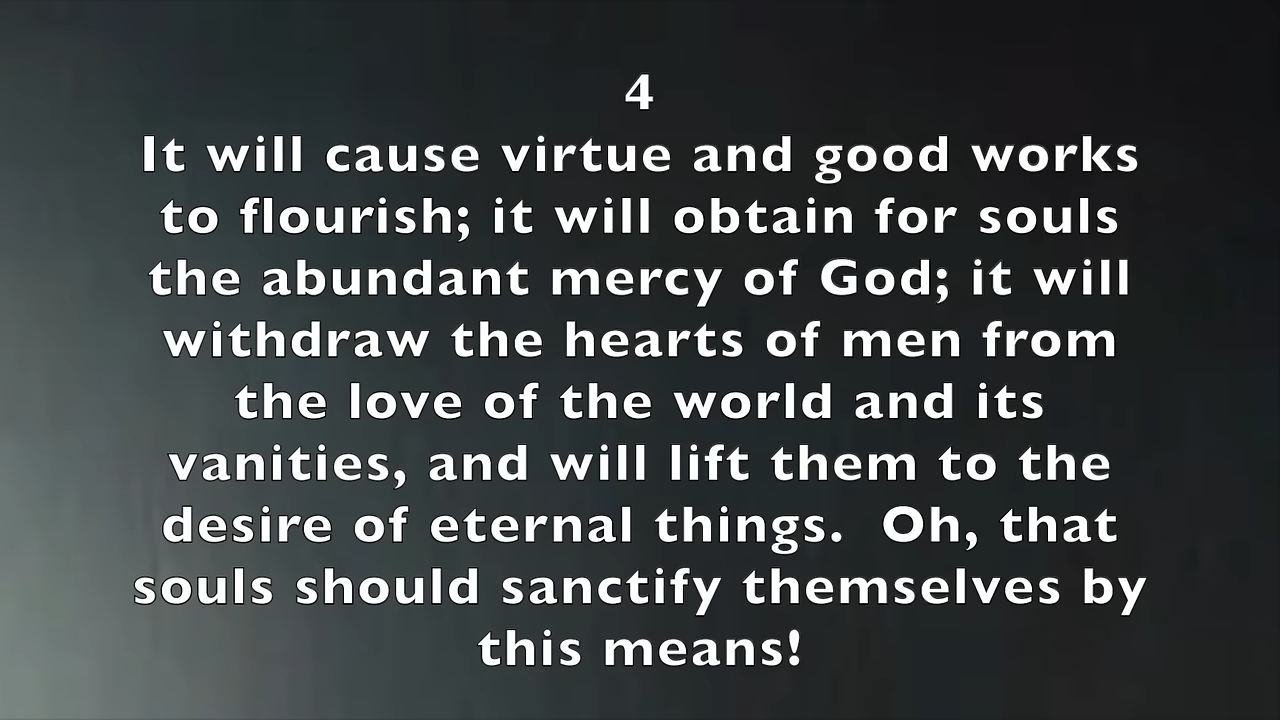 4
It will cause virtue and good works
to flourish; it will obtain for souls
the abundant mercy of God; it will
withdraw the hearts of men from
the love of the world and its
vanities, and will lift them to the
desire of eternal things.  Oh, that
souls should sanctify themselves by
this means!